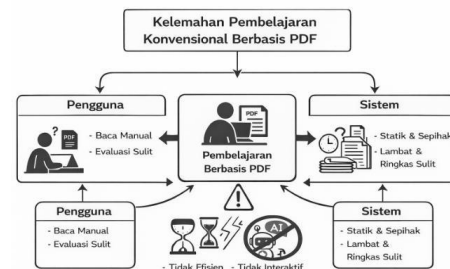 Kelemahan Pembelajaran
Konvensional Berbasis PDF
Pengguna
?
PDF
- Baca Manual
- Evaluasi Sulit
PDF
Pembelajaran
Berbasis PDF
Sistem
?
- Statik & Sepihak
- Lambat &
Ringkas Sulit
Pengguna
- Baca Manual
- Evaluasi Sulit
!
AI
- Tidak Efisien
- Tidak Interaktif
Sistem
- Statik & Sepihak
- Lambat &
Ringkas Sulit